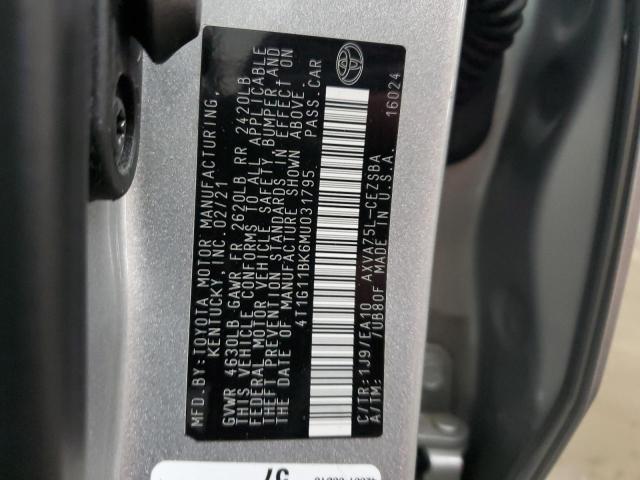 MFD.BY:TOYOTA MOTOR MANUFACTURING,
KENTUCKY, INC. 02/21
GVWR 4630LB GAWR FR 2620LB RR 2420LB
THIS VEHICLE CONFORMS TO ALL APPLICABLE
FEDERAL MOTOR VEHICLE SAFETY BUMPER,AND
THEFT PREVENTION STANDARDS IN EFFECT ON
THE DATE OF MANUFACTURE SHOWN ABOVE.
4T1G11BK6MU031795 PASS.CAR
C/TR:1J9/EA10 AXVA75L-CEZSBA
A/TM: /UB80F MADE IN U.S.A. 16024